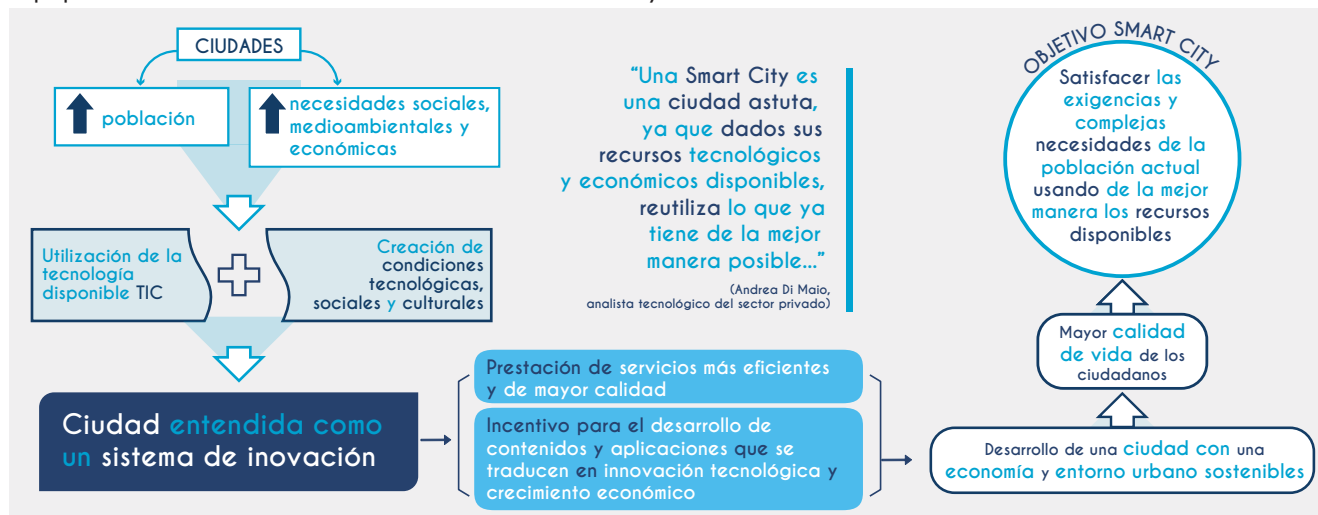 CIUDADES
población
necesidades sociales,
medioambientales y
económicas
Utilización de la
tecnología
disponible TIC
Creación de
condiciones
tecnológicas,
sociales y culturales
Ciudad entendida como
un sistema de inovación
"Una Smart City es
una ciudad astuta,
ya que dados sus
recursos tecnológicos
y económicos disponibles,
reutiliza lo que ya
tiene de la mejor
manera posible..."
(Andrea Di Maio,
analista tecnológico del sector privado)
Prestación de servicios más eficientes
y de mayor calidad
Incentivo para el desarrollo de
contenidos y aplicaciones que se
traducen en innovación tecnológica y
crecimiento económico
OBJETIVO SMART CITY
Satisfacer las
exigencias y
complejas
necesidades de la
población actual
usando de la mejor
manera los recursos
disponibles
Mayor calidad
de vida de los
ciudadanos
Desarrollo de una ciudad con una
economía y entorno urbano sostenibles